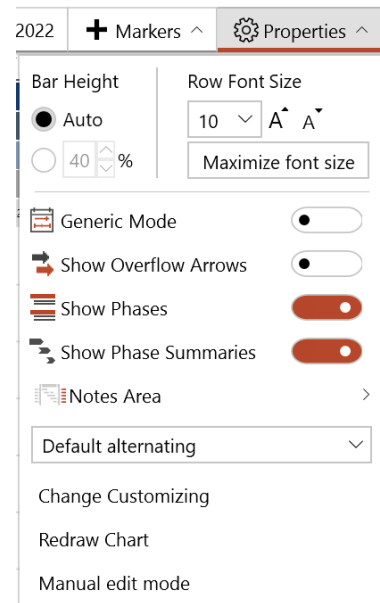 2022 Markers Properties
Bar Height Row Font Size
Auto 10 A A
40 % Maximize font size
Generic Mode
Show Overflow Arrows
Show Phases
Show Phase Summaries
Notes Area
Default alternating
Change Customizing
Redraw Chart
Manual edit mode